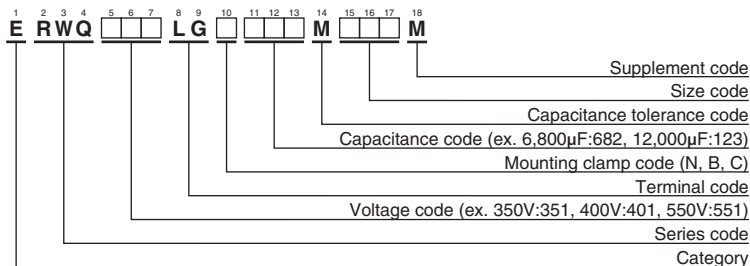 1 2 3 4 5 6 7 8 9 10 11 12 13 14 15 16 17 18
E RWQ □□□ LG □ □□□ M □□□ M
Supplement code
Size code
Capacitance tolerance code
Capacitance code (ex. 6,800µF:682, 12,000µF:123)
Mounting clamp code (N, B, C)
Terminal code
Voltage code (ex. 350V:351, 400V:401, 550V:551)
Series code
Category